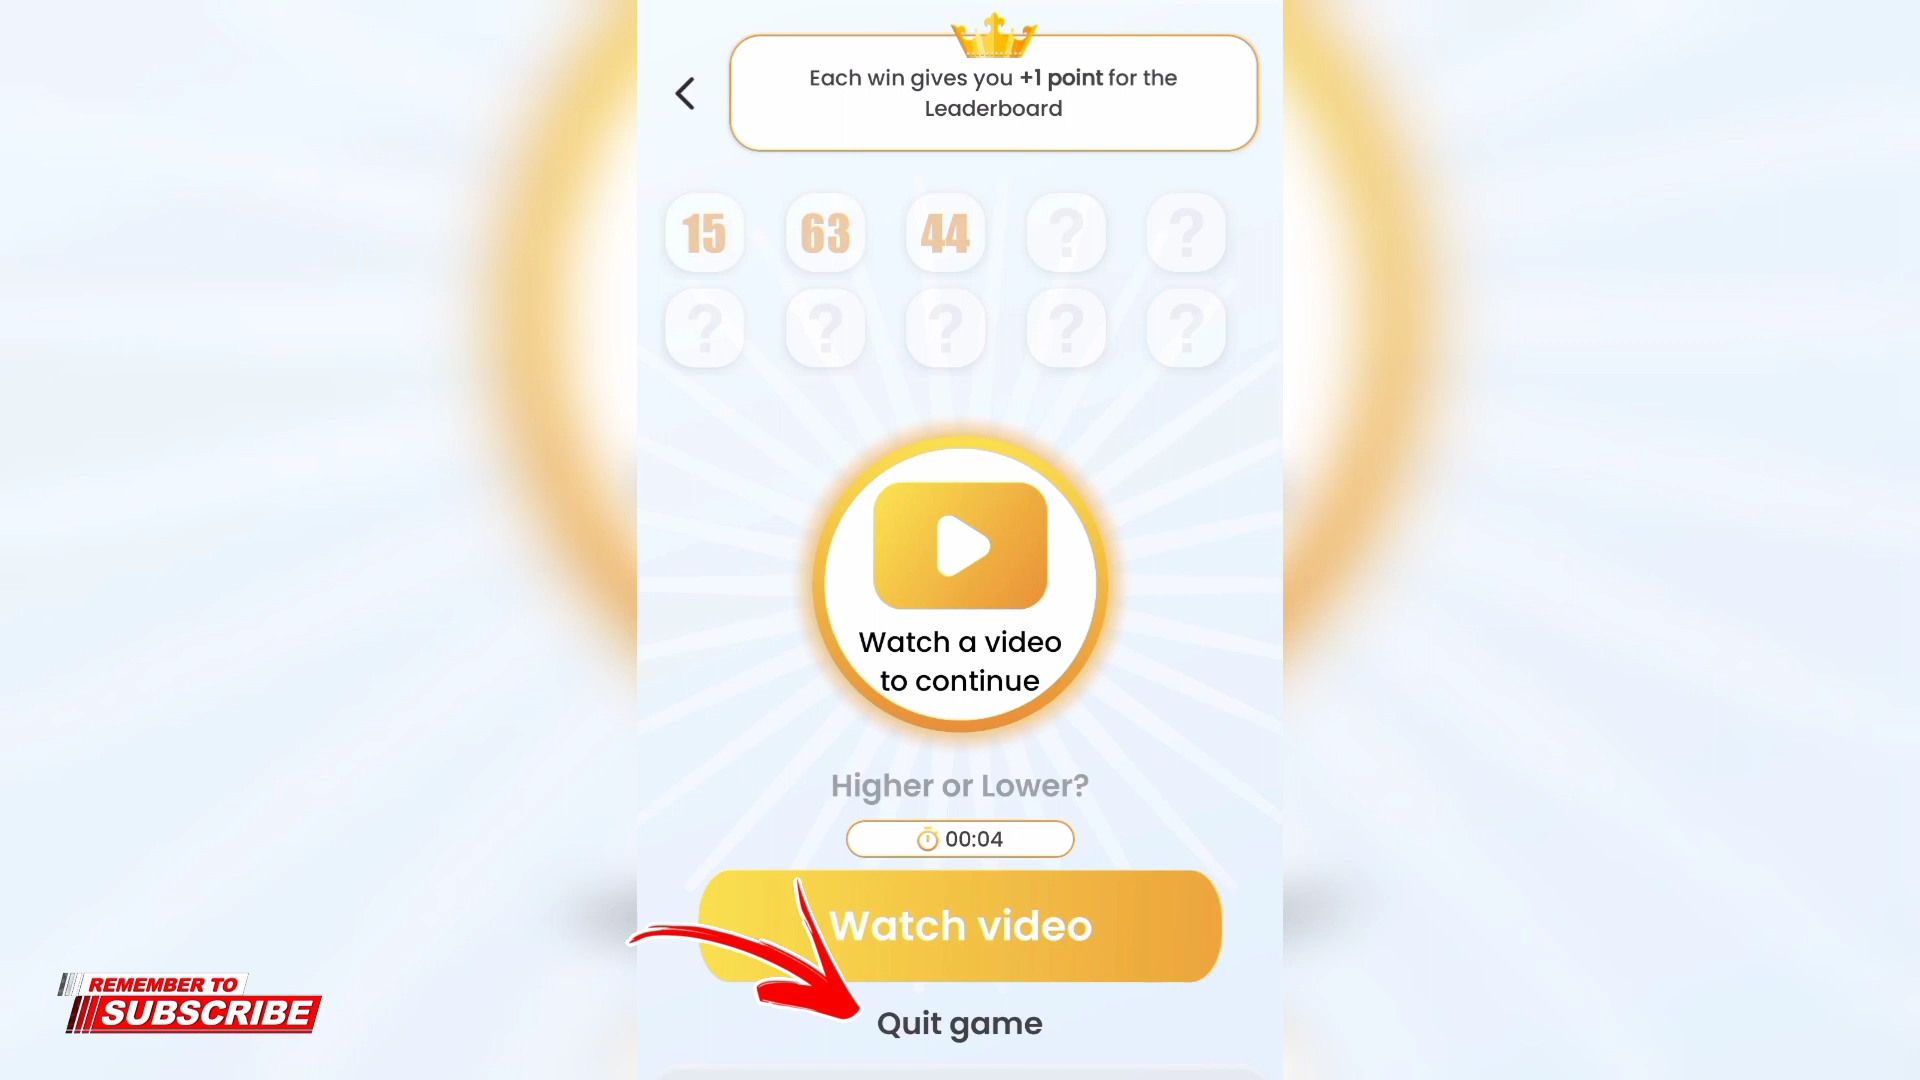 Each win gives you +1 point for the
Leaderboard
15 63 44 ? ?
? ? ? ? ?
Watch a video
to continue
Higher or Lower?
00:04
Watch video
Quit game
REMEMBER TO
SUBSCRIBE